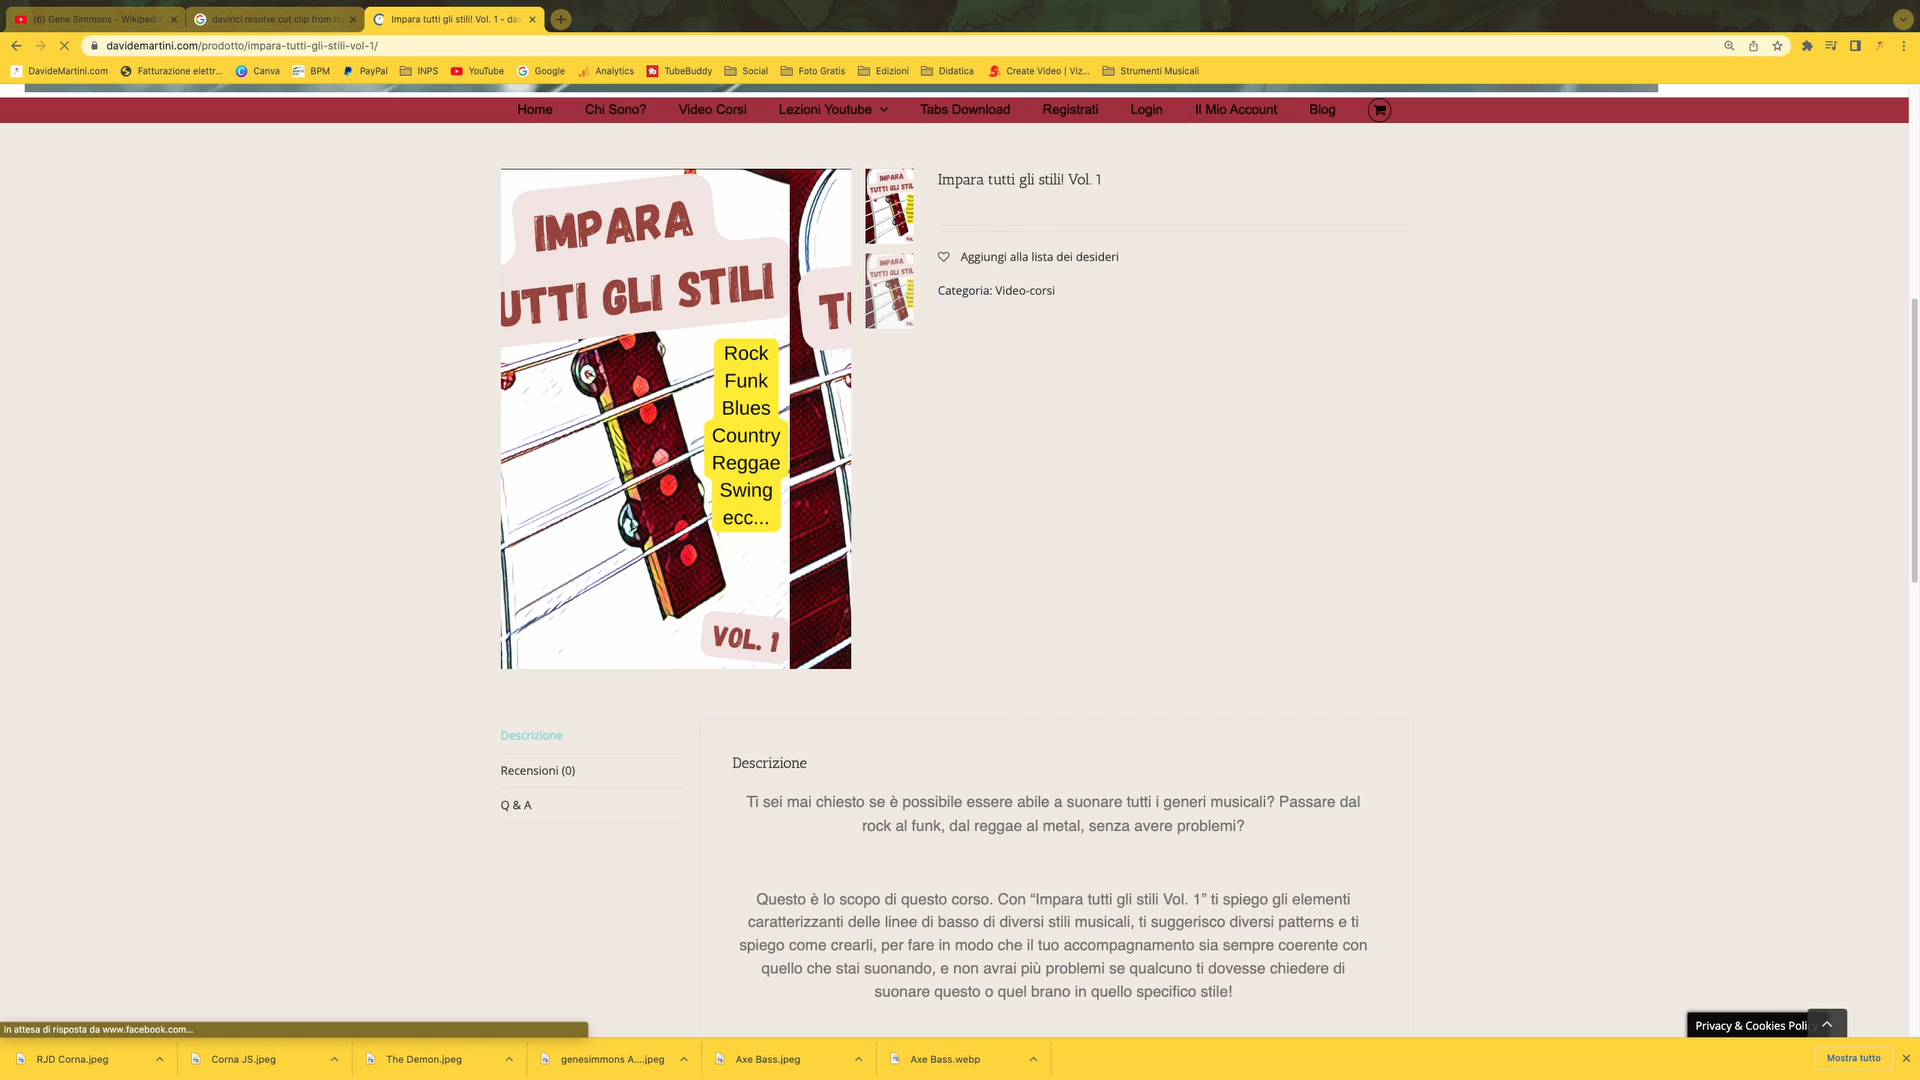 (6) Gene Simmons - Wikipedia
davinci resolve cut clip from m
Impara tutti gli stili! Vol. 1 - dav
davidemartini.com/prodotto/impara-tutti-gli-stili-vol-1/
DavideMartini.com
Fatturazione elettr...
Canva
BPM
PayPal
INPS
YouTube
Google
Analytics
TubeBuddy
Social
Foto Gratis
Edizioni
Didatica
Create Video | Viz...
Strumenti Musicali
Home
Chi Sono?
Video Corsi
Lezioni Youtube
Tabs Download
Registrati
Login
Il Mio Account
Blog
IMPARA
UTTI GLI STILI
TU
Rock
Funk
Blues
Country
Reggae
Swing
ecc...
VOL. 1
IMPARA
TUTTI GLI STIL
IMPARA
TUTTI GLI STIL
Impara tutti gli stili! Vol. 1
Aggiungi alla lista dei desideri
Categoria: Video-corsi
Descrizione
Recensioni (0)
Q & A
Descrizione
Ti sei mai chiesto se è possibile essere abile a suonare tutti i generi musicali? Passare dal
rock al funk, dal reggae al metal, senza avere problemi?
Questo è lo scopo di questo corso. Con “Impara tutti gli stili Vol. 1” ti spiego gli elementi
caratterizzanti delle linee di basso di diversi stili musicali, ti suggerisco diversi patterns e ti
spiego come crearli, per fare in modo che il tuo accompagnamento sia sempre coerente con
quello che stai suonando, e non avrai più problemi se qualcuno ti dovesse chiedere di
suonare questo o quel brano in quello specifico stile!
Privacy & Cookies Policy
In attesa di risposta da www.facebook.com...
RJD Corna.jpeg
Corna JS.jpeg
The Demon.jpeg
genesimmons A....jpeg
Axe Bass.jpeg
Axe Bass.webp
Mostra tutto